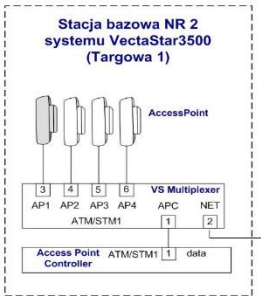 Stacja bazowa NR 2
systemu VectaStar3500
(Targowa 1)
AccessPoint
3 4 5 6 VS Multiplexer
AP1 AP2 AP3 AP4 APC NET
ATM/STM1 1 2
Access Point ATM/STM1 1 data
Controller